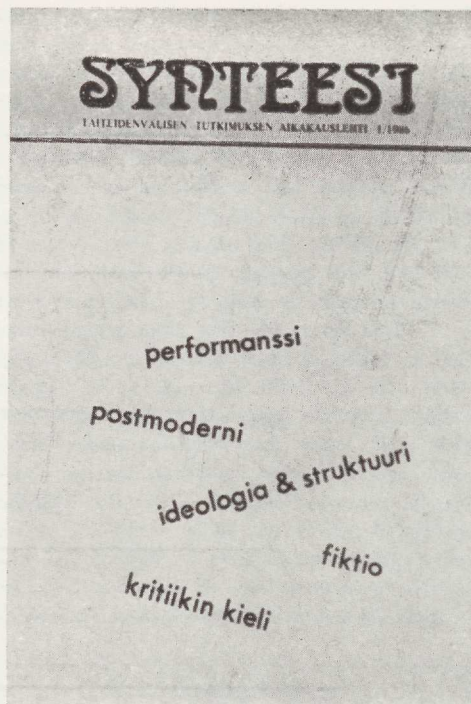 SYNTEESI
TAITEIDENVÄLISEN TUTKIMUKSEN AIKAKAUSLEHTI 1/1986
performanssi
postmoderni
ideologia & struktuuri
fiktio
kritiikin kieli